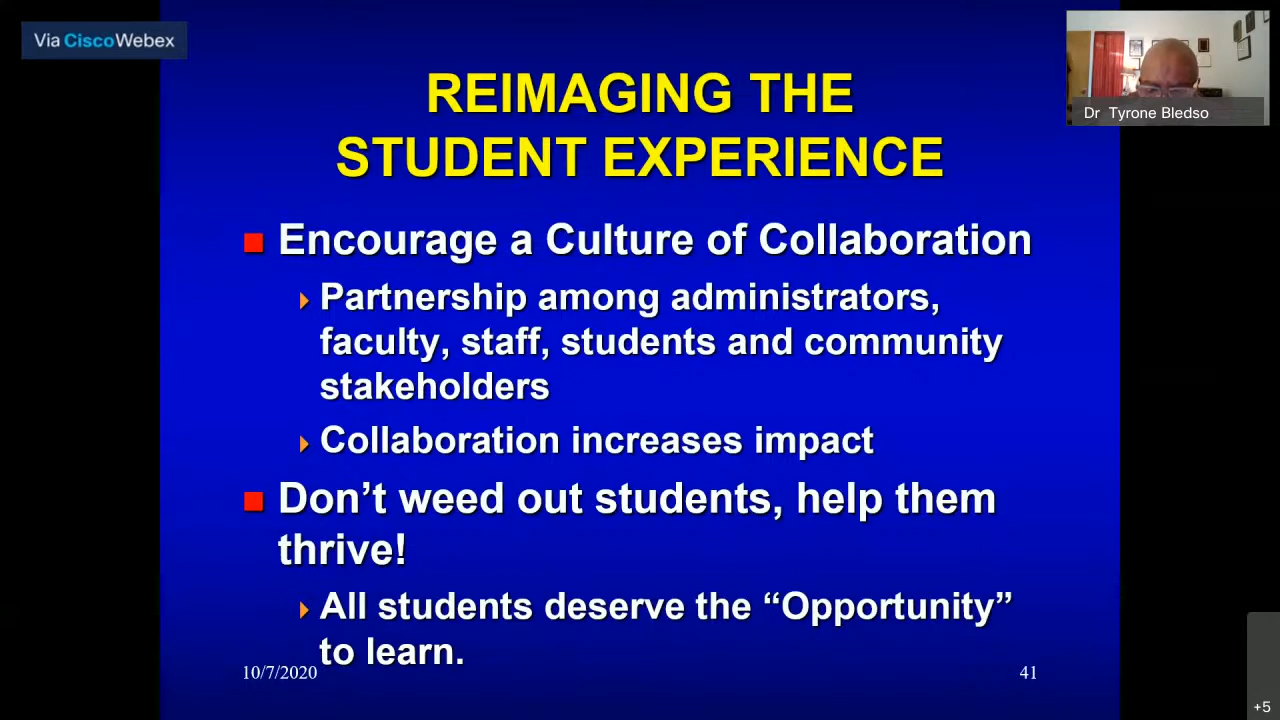 Via Cisco Webex
Dr Tyrone Bledso
REIMAGING THE
STUDENT EXPERIENCE
Encourage a Culture of Collaboration
Partnership among administrators,
faculty, staff, students and community
stakeholders
Collaboration increases impact
Don’t weed out students, help them
thrive!
All students deserve the “Opportunity”
to learn.
10/7/2020
41
+5